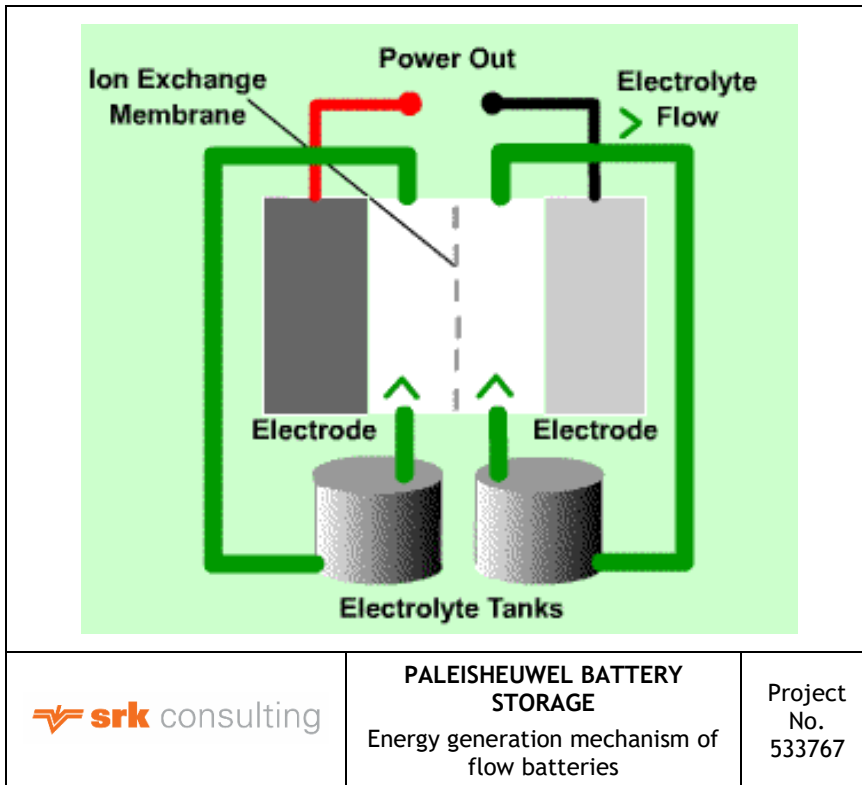 Power Out
Ion Exchange
Membrane
Electrolyte
Flow
Electrode
Electrode
Electrolyte Tanks
srk consulting
PALEISHEUWEL BATTERY
STORAGE
Energy generation mechanism of
flow batteries
Project
No.
533767